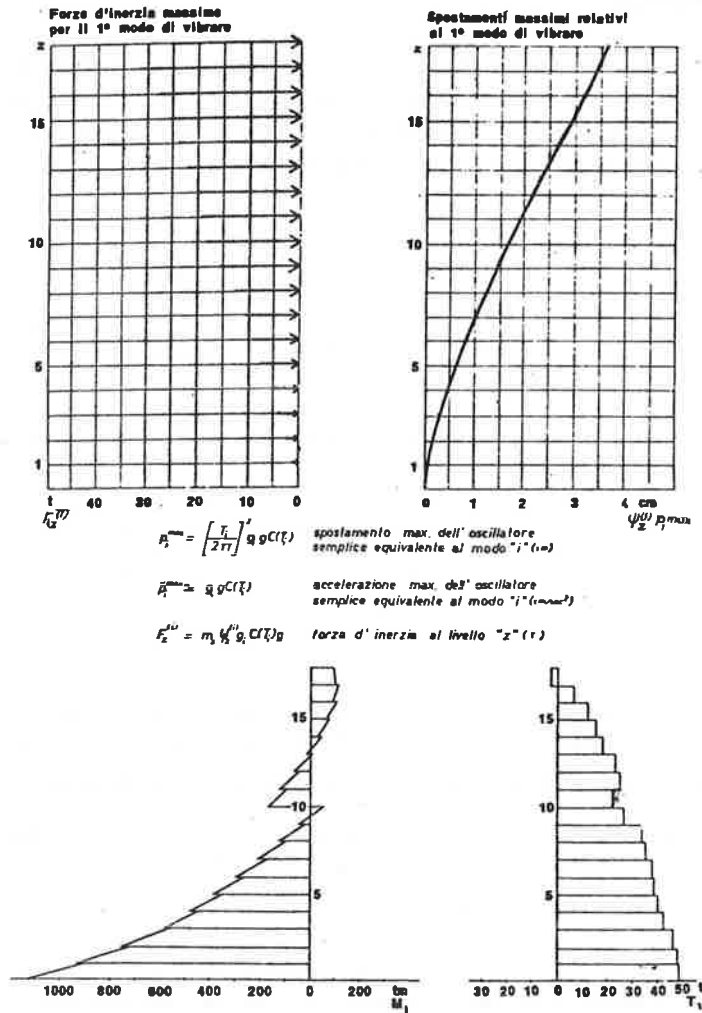 Forze d'inerzia massime
per il 1° modo di vibrare
z
15
10
5
1
t 40 30 20 10 0
Spostamenti massimi relativi
al 1° modo di vibrare
z
15
10
5
1
0 1 2 3 4 cm
spostamento max. dell' oscillatore
semplice equivalente al modo "i"
accelerazione max. dell' oscillatore
semplice equivalente al modo "i"
forza d' inerzia al livello "z" (T)
15
10
5
1000 800 600 400 200 0 tm
M₁
15
10
5
30 20 10 0 10 20 30 40 50 t
T₁